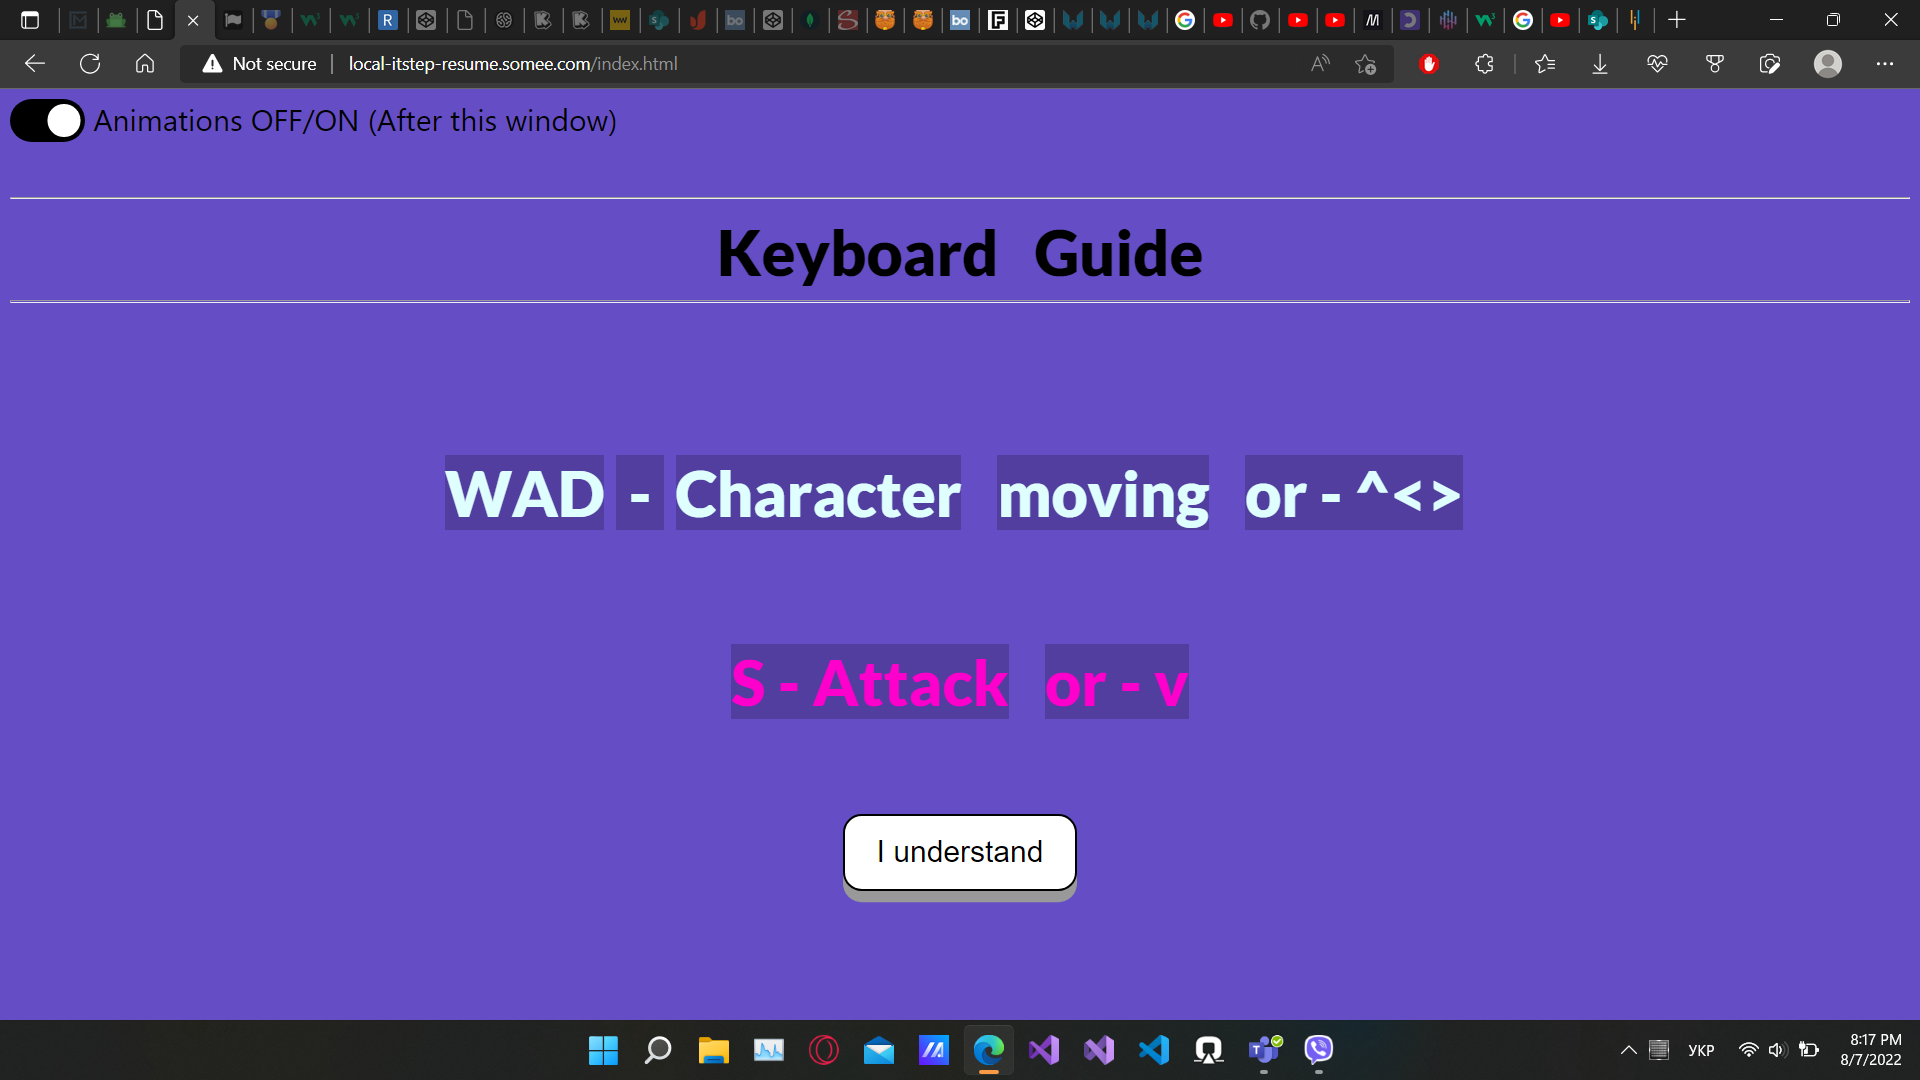 Not secure | local-itstep-resume.somee.com/index.html
Animations OFF/ON (After this window)
Keyboard Guide
WAD - Character moving or - ^<>
S - Attack or - v
I understand
УКР
8:17 PM
8/7/2022